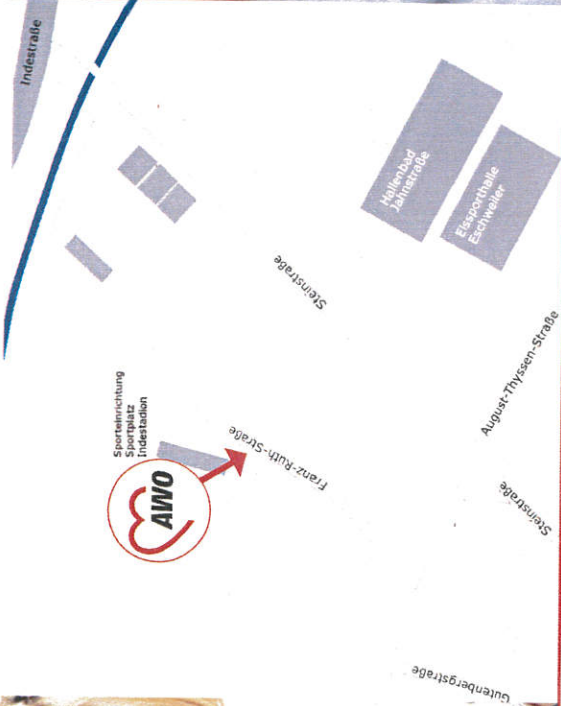 Indestraße
Hallenbad
Jahnstraße
Eissporthalle
Eschweiler
Steinstraße
Sporteinrichtung
Sportplatz
Indestadion
AWO
Franz-Ruth-Straße
August-Thyssen-Straße
Steinstraße
Gutenbergstraße